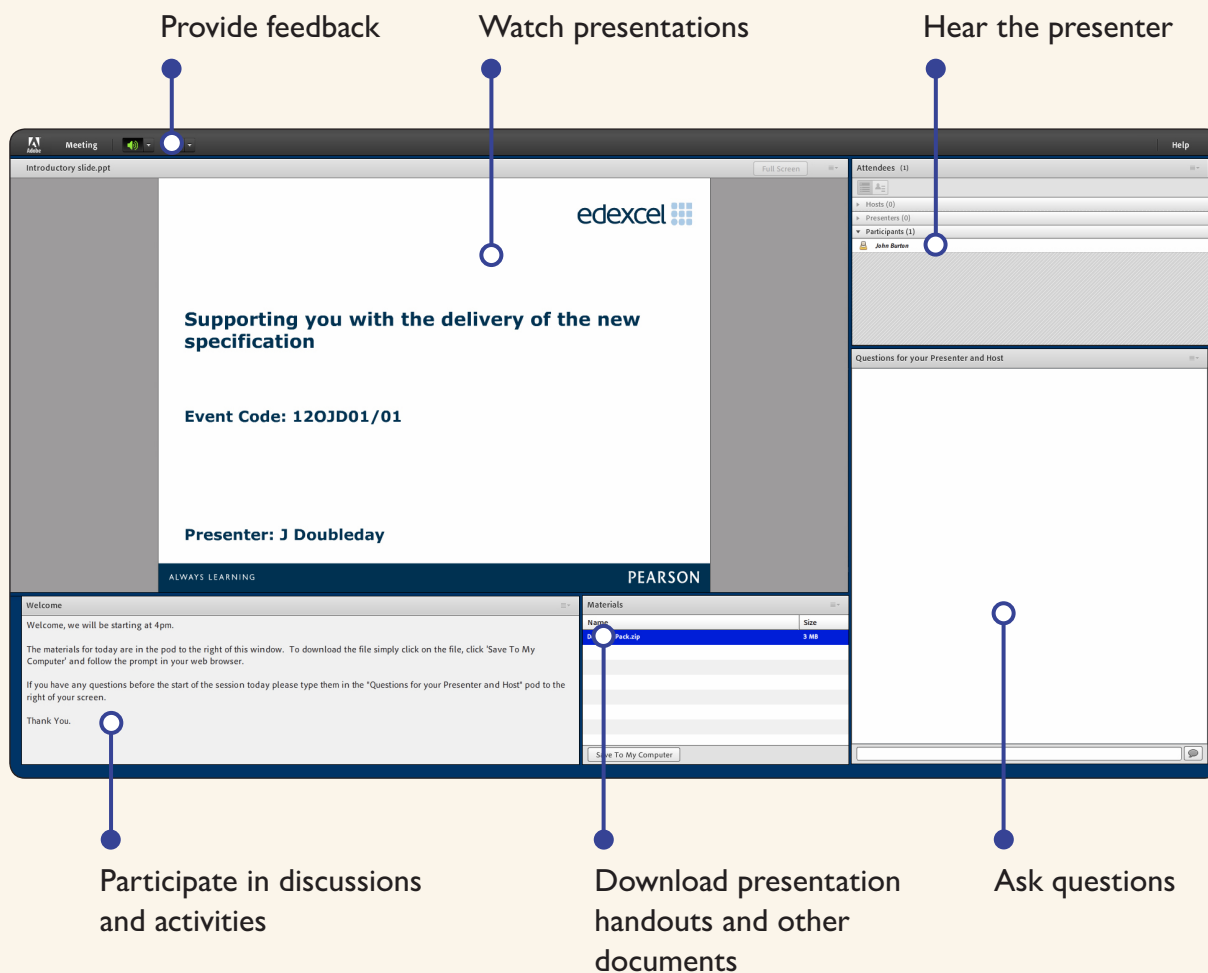 Provide feedback
Watch presentations
Hear the presenter
Adobe
Meeting
Help
Introductory slide.ppt
Full Screen
Attendees (1)
Hosts (0)
Presenters (0)
Participants (1)
John Burton
edexcel
Supporting you with the delivery of the new
specification
Event Code: 12OJD01/01
Presenter: J Doubleday
ALWAYS LEARNING
PEARSON
Questions for your Presenter and Host
Welcome
Welcome, we will be starting at 4pm.
The materials for today are in the pod to the right of this window. To download the file simply click on the file, click 'Save To My
Computer' and follow the prompt in your web browser.
If you have any questions before the start of the session today please type them in the "Questions for your Presenter and Host" pod to the
right of your screen.
Thank You.
Materials
Name
Size
Pack.zip
3 MB
Save To My Computer
Participate in discussions
and activities
Download presentation
handouts and other
documents
Ask questions